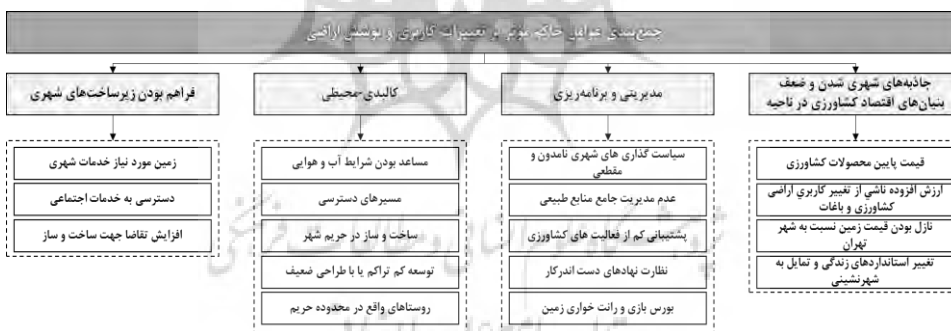 جمع‌بندی عوامل حاکم موثر بر تغییرات کاربری و پوشش اراضی
جاذبه‌های شهری شدن و ضعف
بنیان‌های اقتصاد کشاورزی در ناحیه
قیمت پایین محصولات کشاورزی
ارزش افزوده ناشی از تغییر کاربری اراضی
کشاورزی و باغات
نازل بودن قیمت زمین نسبت به شهر
تهران
تغییر استانداردهای زندگی و تمایل به
شهرنشینی
مدیریتی و برنامه‌ریزی
سیاست گذاری های شهری نامدون و
مقطعی
عدم مدیریت جامع منابع طبیعی
پشتیبانی کم از فعالیت های کشاورزی
نظارت نهادهای دست اندرکار
بورس بازی و رانت خواری زمین
کالبدی-محیطی
مساعد بودن شرایط آب و هوایی
مسیرهای دسترسی
ساخت و ساز در حریم شهر
توسعه کم تراکم یا با طراحی ضعیف
روستاهای واقع در محدوده حریم
فراهم بودن زیرساخت‌های شهری
زمین مورد نیاز خدمات شهری
دسترسی به خدمات اجتماعی
افزایش تقاضا جهت ساخت و ساز